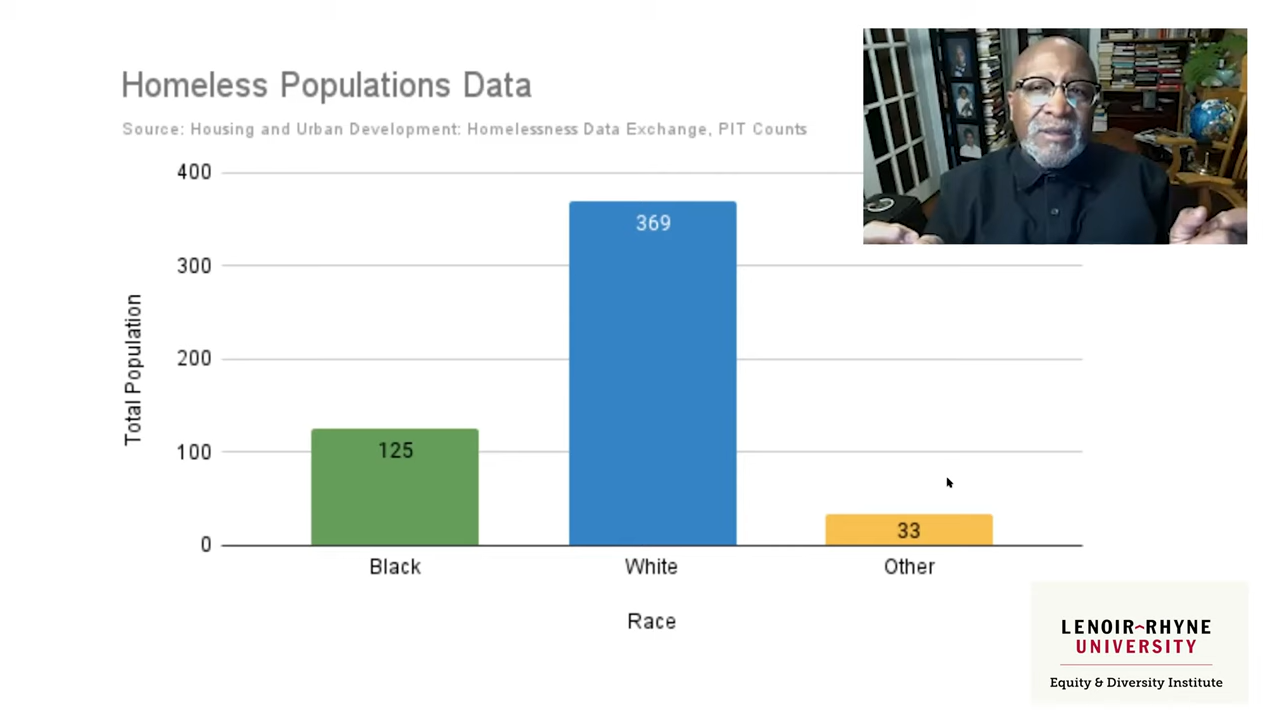 Homeless Populations Data
Source: Housing and Urban Development: Homelessness Data Exchange, PIT Counts
400
300
200
100
0
Total Population
125
369
33
Black
White
Other
Race
LENOIR-RHYNE
UNIVERSITY
Equity & Diversity Institute